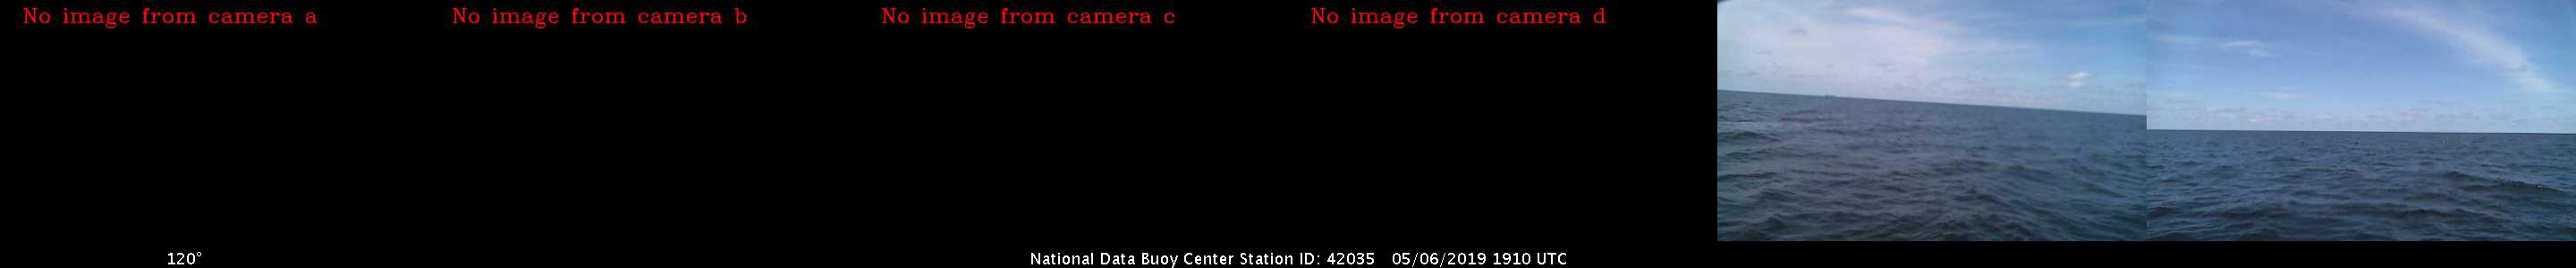 No image from camera a
No image from camera b
No image from camera c
No image from camera d
120°
National Data Buoy Center Station ID: 42035 05/06/2019 1910 UTC